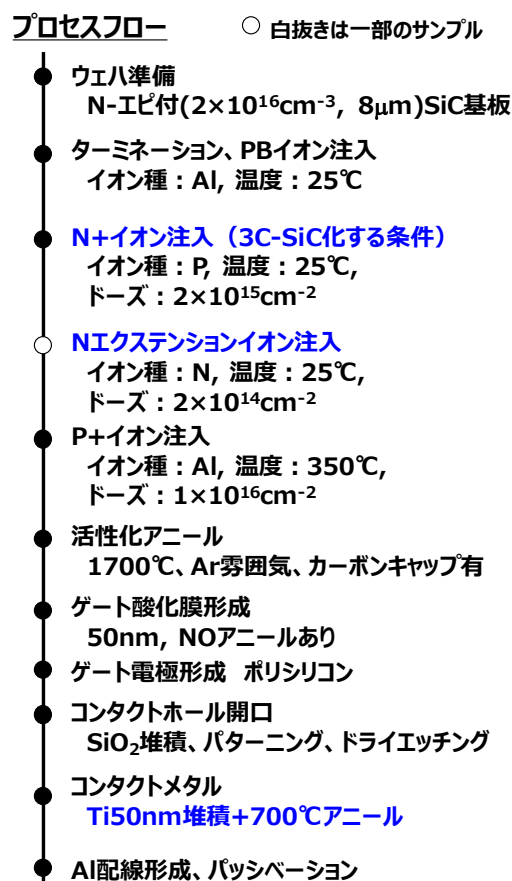 プロセスフロー ○ 白抜きは一部のサンプル
ウェハ準備
N-エピ付(2×10¹⁶cm⁻³, 8μm)SiC基板
ターミネーション、PBイオン注入
イオン種：Al, 温度：25℃
N+イオン注入（3C-SiC化する条件）
イオン種：P, 温度：25℃,
ドーズ：2×10¹⁵cm⁻²
Nエクステンションイオン注入
イオン種：N, 温度：25℃,
ドーズ：2×10¹⁴cm⁻²
P+イオン注入
イオン種：Al, 温度：350℃,
ドーズ：1×10¹⁶cm⁻²
活性化アニール
1700℃、Ar雰囲気、カーボンキャップ有
ゲート酸化膜形成
50nm, NOアニールあり
ゲート電極形成 ポリシリコン
コンタクトホール開口
SiO₂堆積、パターニング、ドライエッチング
コンタクトメタル
Ti50nm堆積+700℃アニール
Al配線形成、パッシベーション